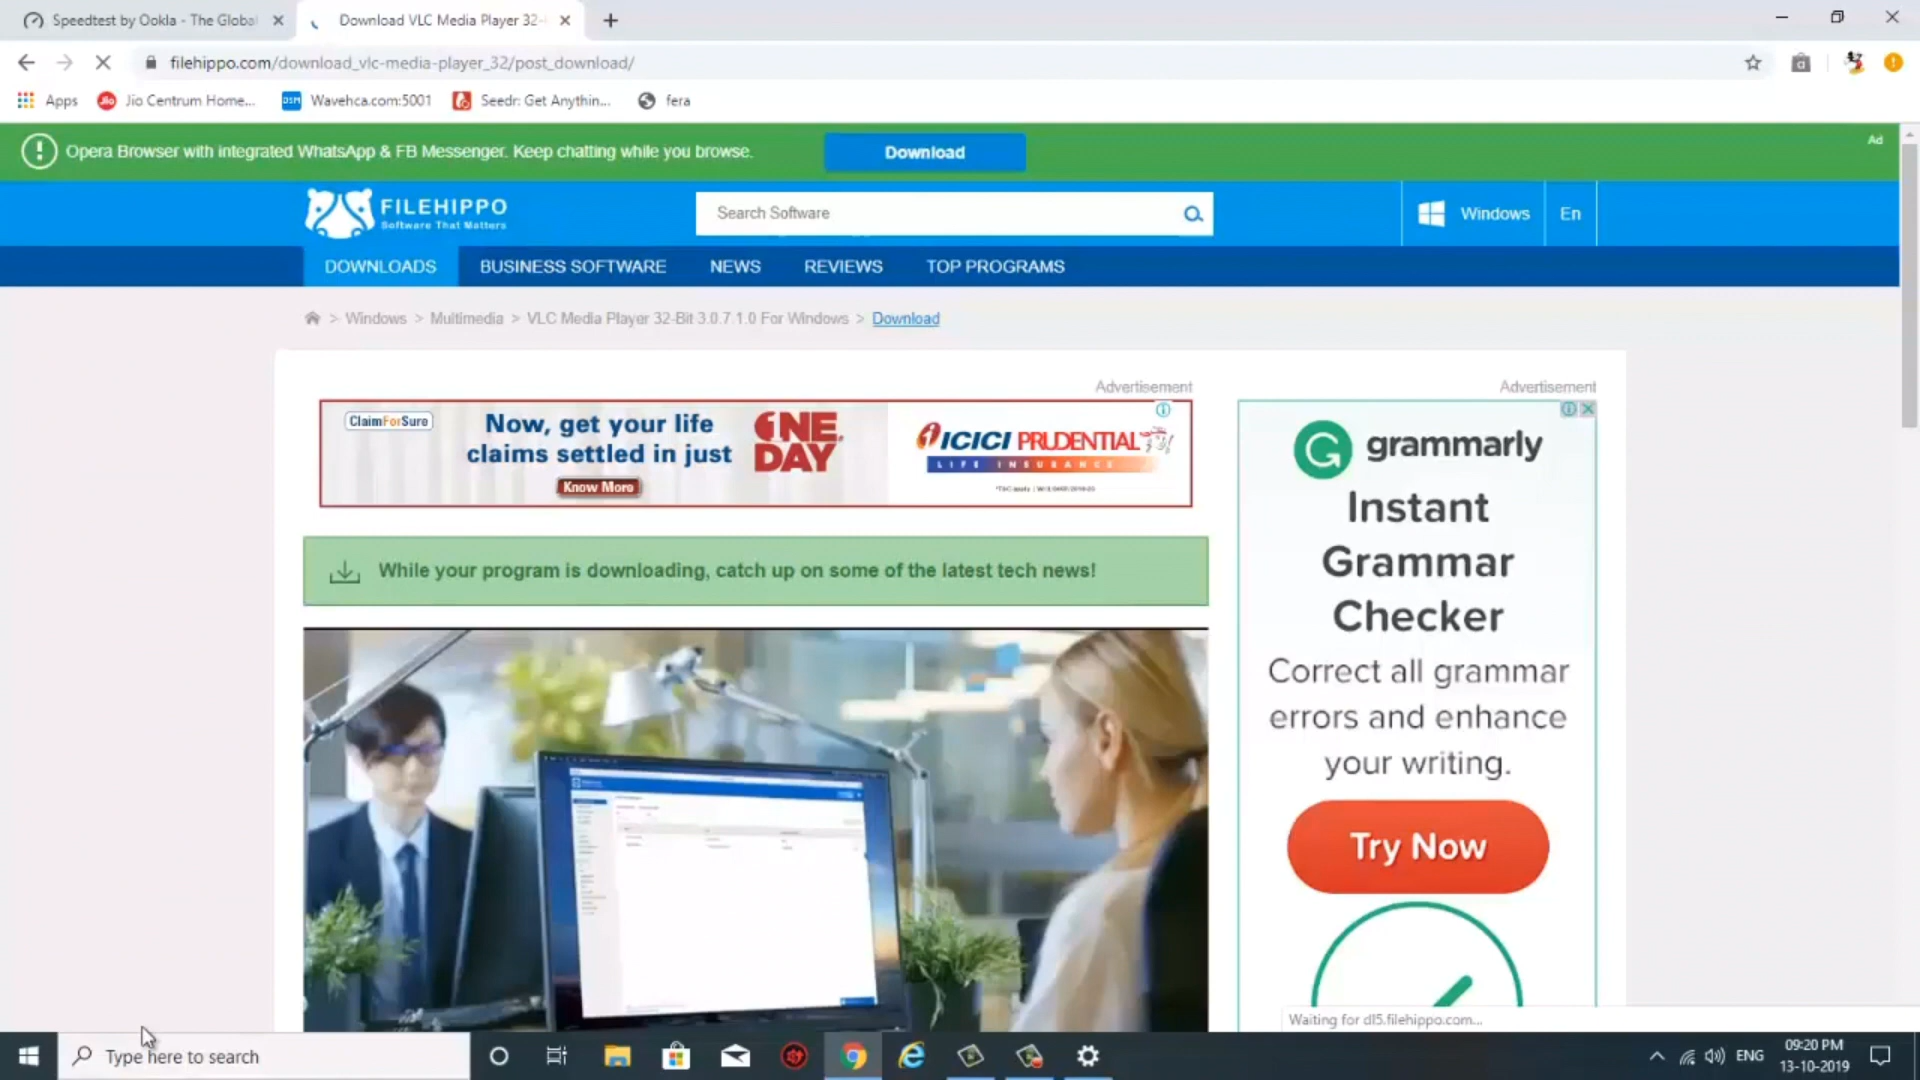 Speedtest by Ookla - The Global
Download VLC Media Player 32-
filehippo.com/download_vlc-media-player_32/post_download/
Apps
Jio Centrum Home...
Wavehca.com:5001
Seedr: Get Anythin...
fera
Opera Browser with integrated WhatsApp & FB Messenger. Keep chatting while you browse.
Download
Ad
FILEHIPPO
Software That Matters
Search Software
Windows
En
DOWNLOADS
BUSINESS SOFTWARE
NEWS
REVIEWS
TOP PROGRAMS
> Windows > Multimedia > VLC Media Player 32-Bit 3.0.7.1.0 For Windows > Download
Advertisement
Advertisement
ClaimForSure
Now, get your life
claims settled in just
ONE
DAY
Know More
ICICI PRUDENTIAL
LIFE INSURANCE
grammarly
Instant
Grammar
Checker
Correct all grammar
errors and enhance
your writing.
Try Now
While your program is downloading, catch up on some of the latest tech news!
Waiting for dl5.filehippo.com...
Type here to search
ENG
09:20 PM
13-10-2019